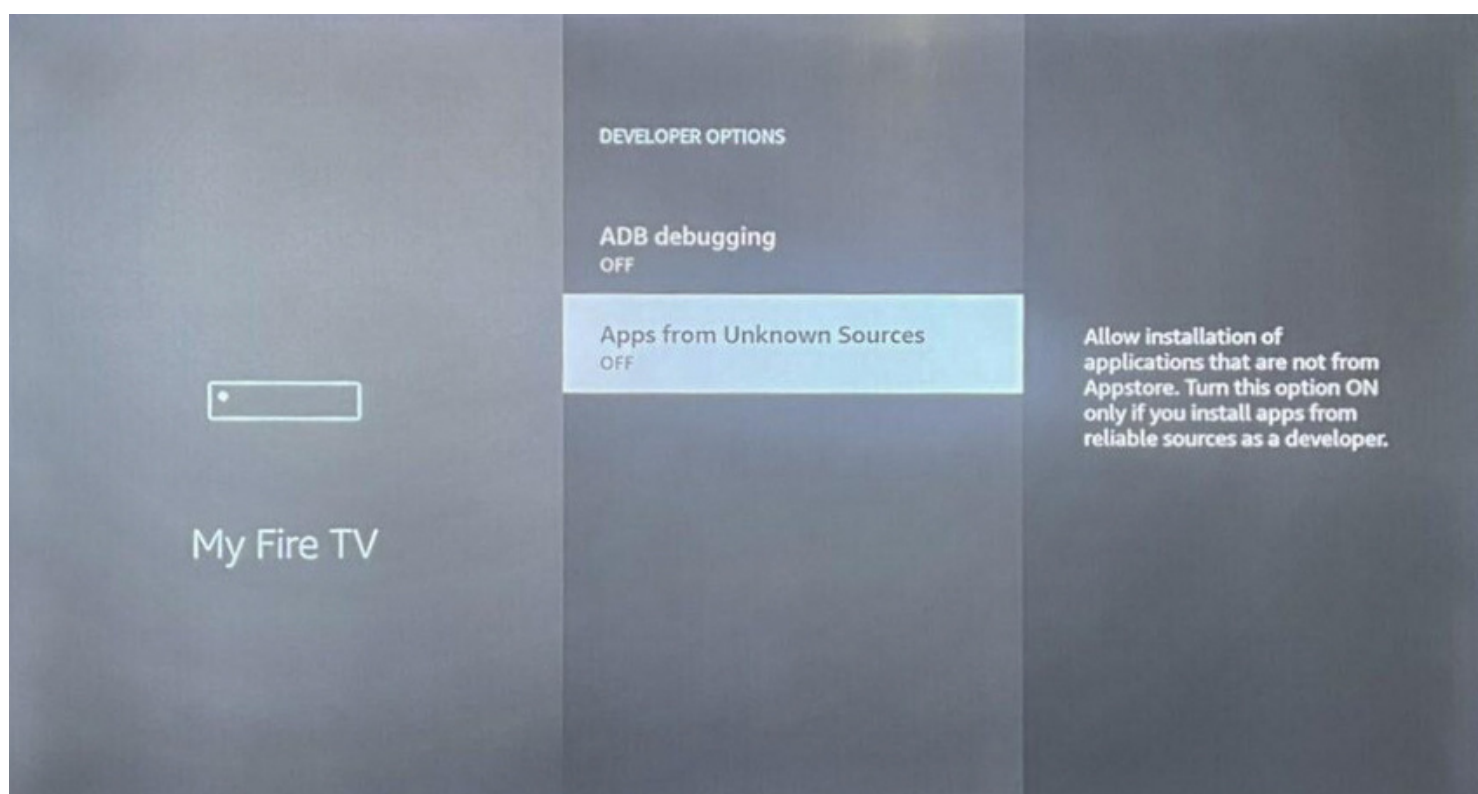 My Fire TV
DEVELOPER OPTIONS
ADB debugging
OFF
Apps from Unknown Sources
OFF
Allow installation of
applications that are not from
Appstore. Turn this option ON
only if you install apps from
reliable sources as a developer.